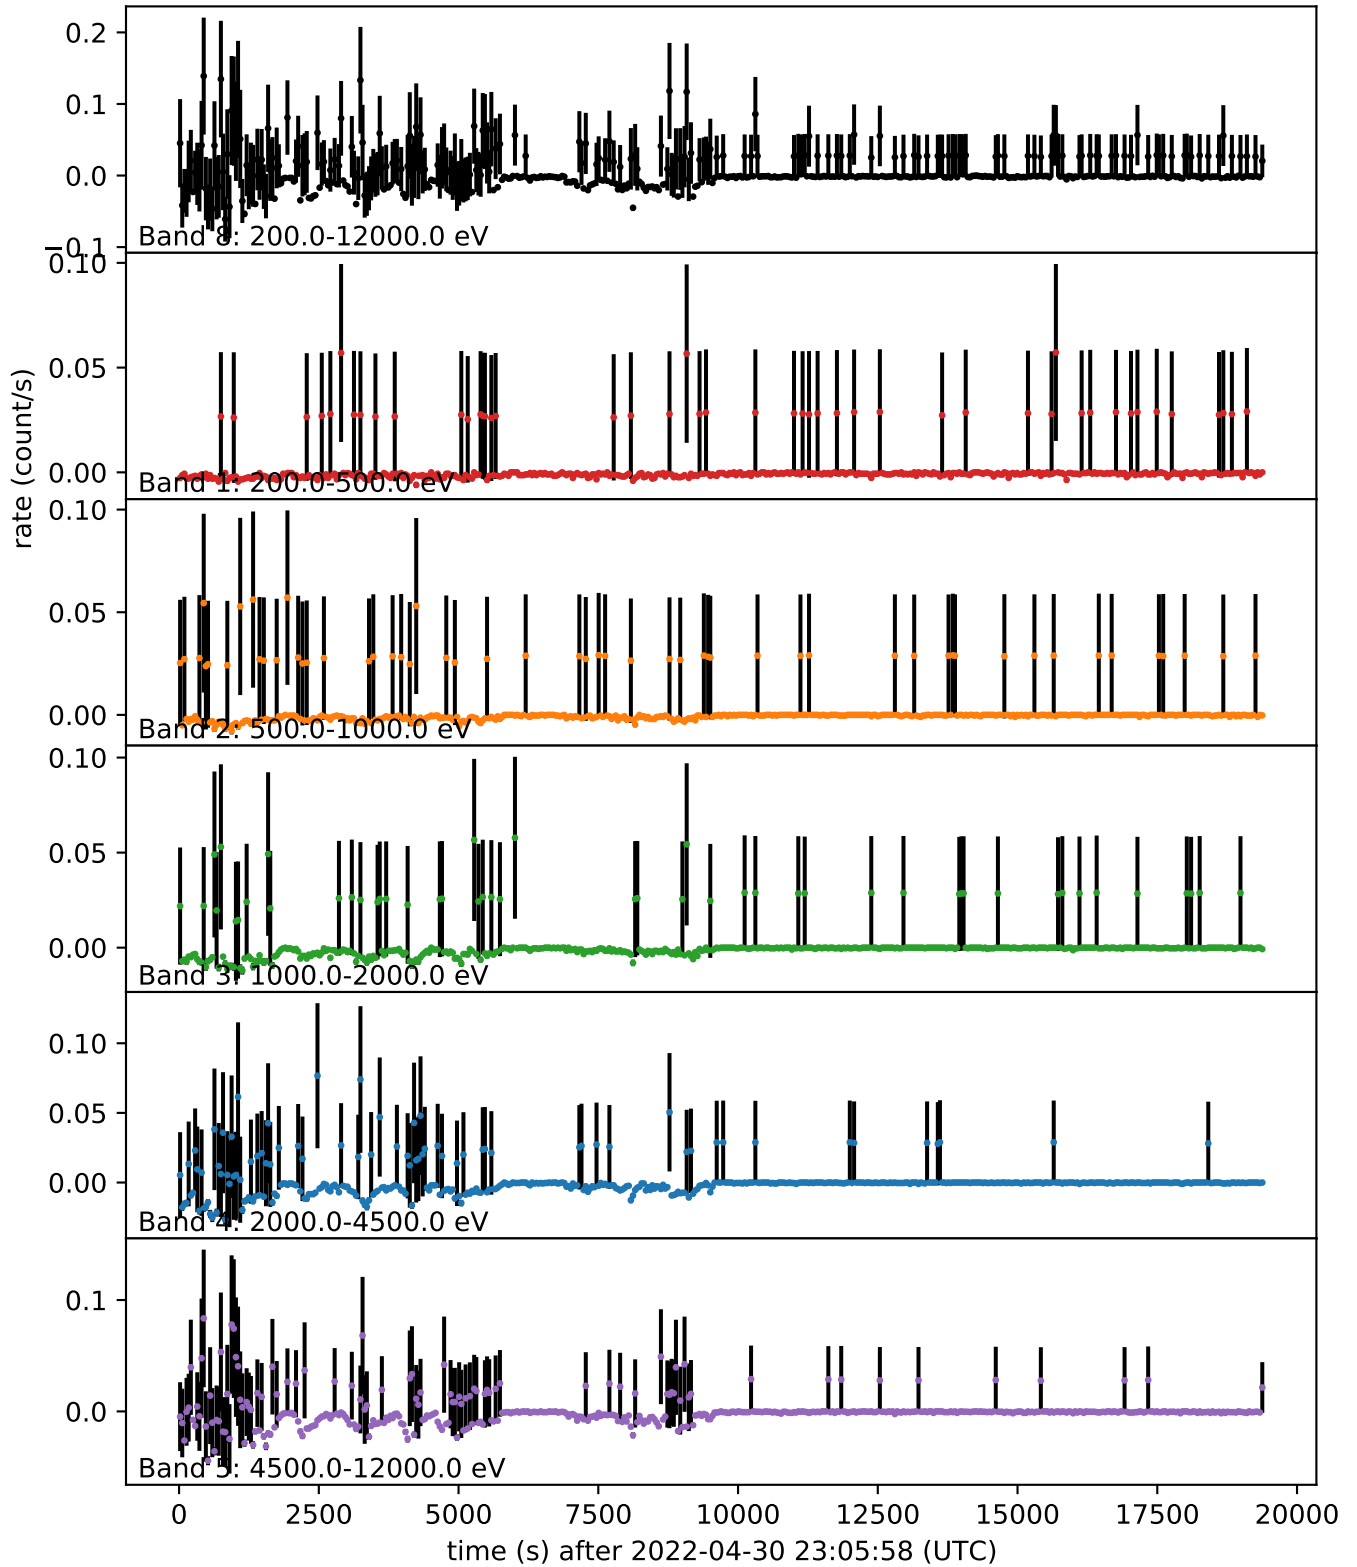 0.2
0.1
0.0
−0.1
Band 8: 200.0-12000.0 eV
0.10
0.05
0.00
Band 1: 200.0-500.0 eV
rate (count/s)
0.10
0.05
0.00
Band 2: 500.0-1000.0 eV
0.10
0.05
0.00
Band 3: 1000.0-2000.0 eV
0.10
0.05
0.00
Band 4: 2000.0-4500.0 eV
0.1
0.0
Band 5: 4500.0-12000.0 eV
0 2500 5000 7500 10000 12500 15000 17500 20000
time (s) after 2022-04-30 23:05:58 (UTC)